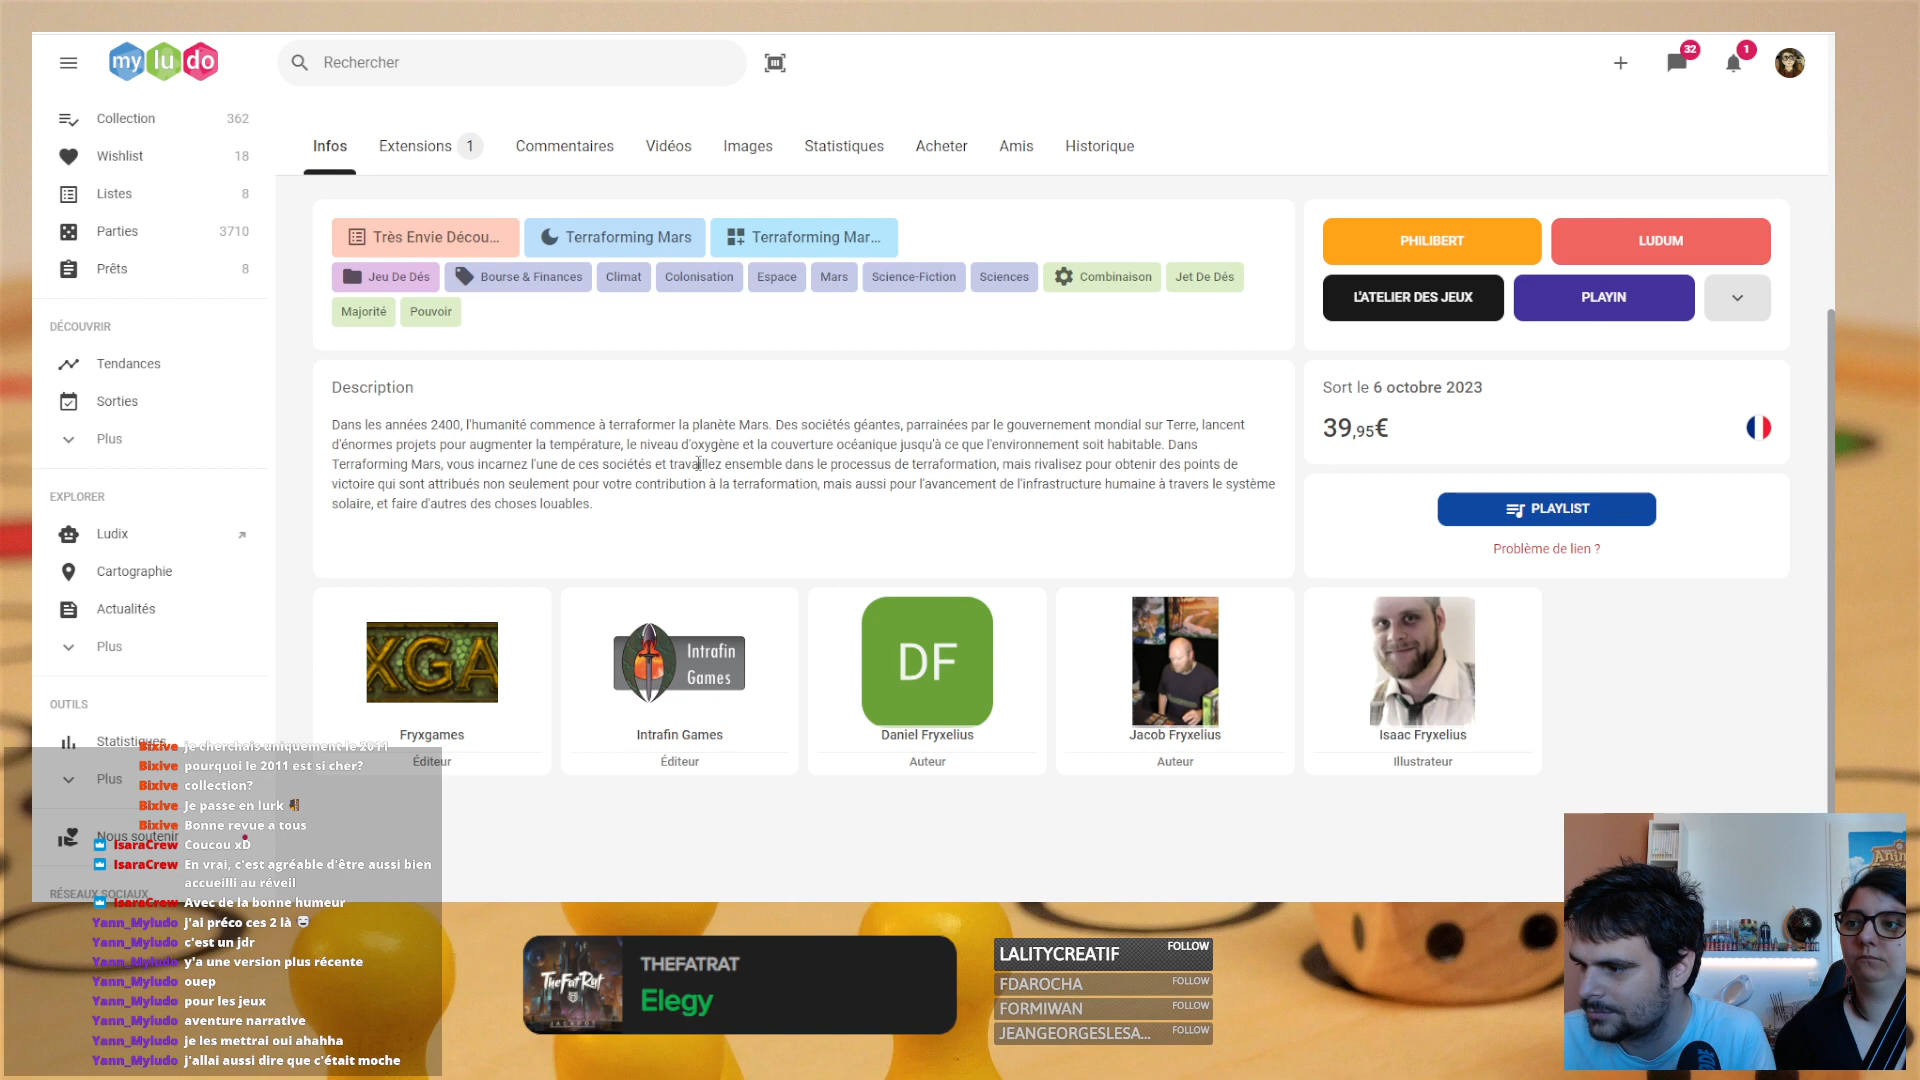 myludo
Rechercher
32
1
Collection 362
Wishlist 18
Listes 8
Parties 3710
Prêts 8
DÉCOUVRIR
Tendances
Sorties
Plus
EXPLORER
Ludix
Cartographie
Actualités
Plus
OUTILS
Statistiques
Plus
Nous soutenir
RÉSEAUX SOCIAUX
Infos Extensions 1 Commentaires Vidéos Images Statistiques Acheter Amis Historique
Très Envie Décou... Terraforming Mars Terraforming Mar...
Jeu De Dés Bourse & Finances Climat Colonisation Espace Mars Science-Fiction Sciences Combinaison Jet De Dés
Majorité Pouvoir
PHILIBERT LUDUM
L'ATELIER DES JEUX PLAYIN
Description
Dans les années 2400, l'humanité commence à terraformer la planète Mars. Des sociétés géantes, parrainées par le gouvernement mondial sur Terre, lancent
d'énormes projets pour augmenter la température, le niveau d'oxygène et la couverture océanique jusqu'à ce que l'environnement soit habitable. Dans
Terraforming Mars, vous incarnez l'une de ces sociétés et travaillez ensemble dans le processus de terraformation, mais rivalisez pour obtenir des points de
victoire qui sont attribués non seulement pour votre contribution à la terraformation, mais aussi pour l'avancement de l'infrastructure humaine à travers le système
solaire, et faire d'autres des choses louables.
Sort le 6 octobre 2023
39,95€
PLAYLIST
Problème de lien ?
XGA
Fryxgames
Éditeur
Intrafin
Games
Intrafin Games
Éditeur
DF
Daniel Fryxelius
Auteur
Jacob Fryxelius
Auteur
Isaac Fryxelius
Illustrateur
Bixive je cherchais uniquement le 2011
Bixive pourquoi le 2011 est si cher?
Bixive collection?
Bixive Je passe en lurk
Bixive Bonne revue a tous
IsaraCrew Coucou xD
IsaraCrew En vrai, c'est agréable d'être aussi bien
accueilli au réveil
IsaraCrew Avec de la bonne humeur
Yann_Myludo j'ai préco ces 2 là
Yann_Myludo c'est un jdr
Yann_Myludo y'a une version plus récente
Yann_Myludo ouep
Yann_Myludo pour les jeux
Yann_Myludo aventure narrative
Yann_Myludo je les mettrai oui ahahha
Yann_Myludo j'allai aussi dire que c'était moche
TheFatRat
THEFATRAT
Elegy
LALITYCREATIF FOLLOW
FDAROCHA FOLLOW
FORMIWAN FOLLOW
JEANGEORGESLESA... FOLLOW